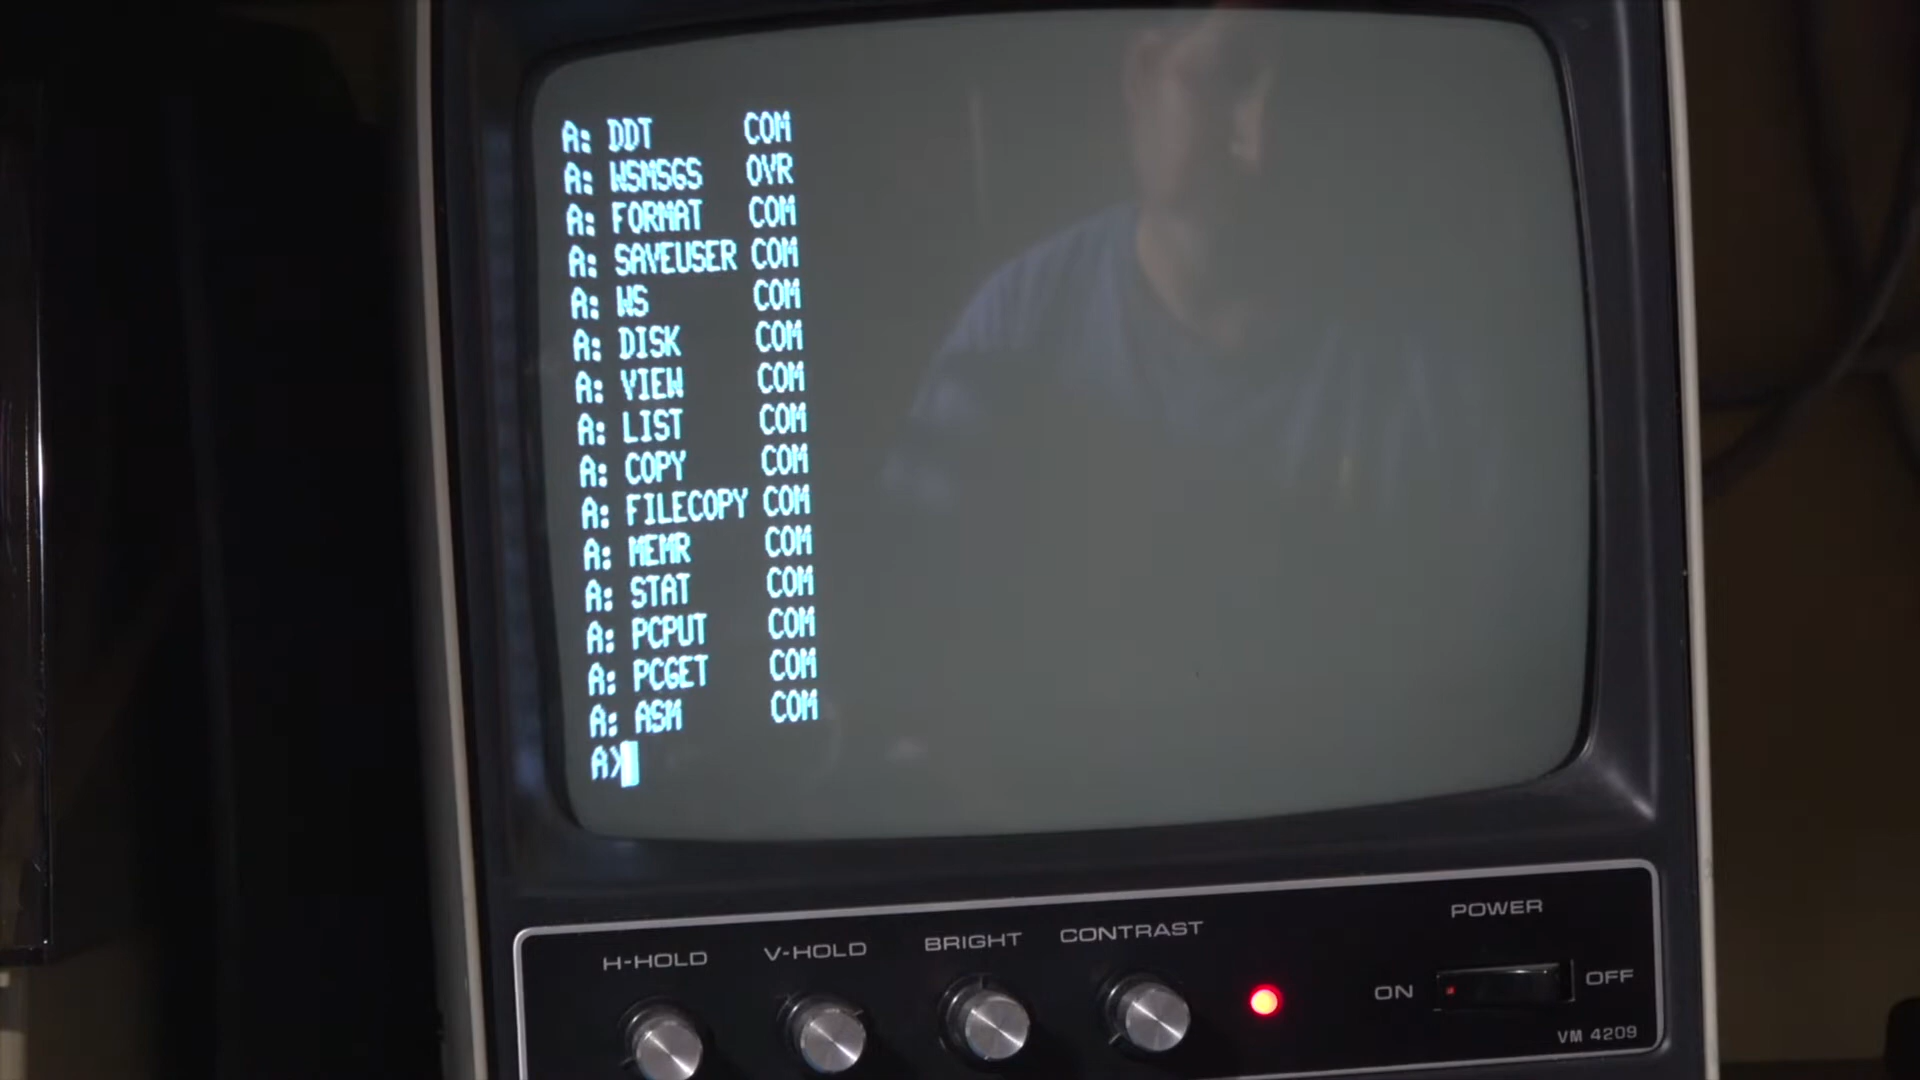 A: DDT COM
A: WSMSGS OVR
A: FORMAT COM
A: SAVEUSER COM
A: WS COM
A: DISK COM
A: VIEW COM
A: LIST COM
A: COPY COM
A: FILECOPY COM
A: MEMR COM
A: STAT COM
A: PCPUT COM
A: PCGET COM
A: ASM COM
A>
H-HOLD V-HOLD BRIGHT CONTRAST POWER
ON OFF
VM 4209